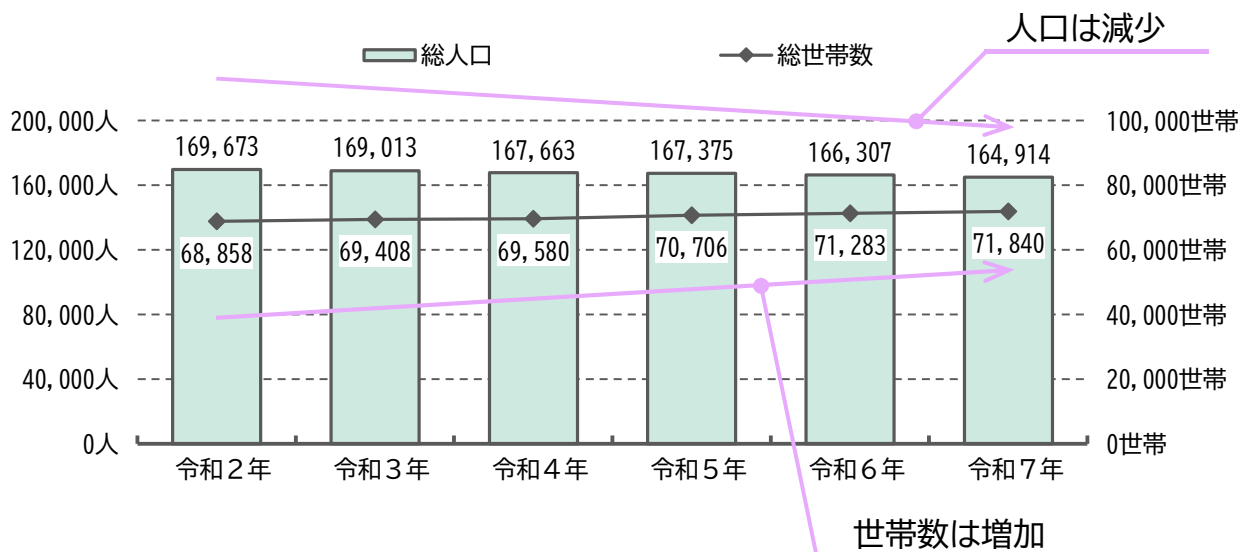 人口は減少
総人口 総世帯数
200,000人 100,000世帯
169,673 169,013 167,663 167,375 166,307 164,914
160,000人 80,000世帯
120,000人 60,000世帯
68,858 69,408 69,580 70,706 71,283 71,840
80,000人 40,000世帯
40,000人 20,000世帯
0人 0世帯
令和２年 令和３年 令和４年 令和５年 令和６年 令和７年
世帯数は増加